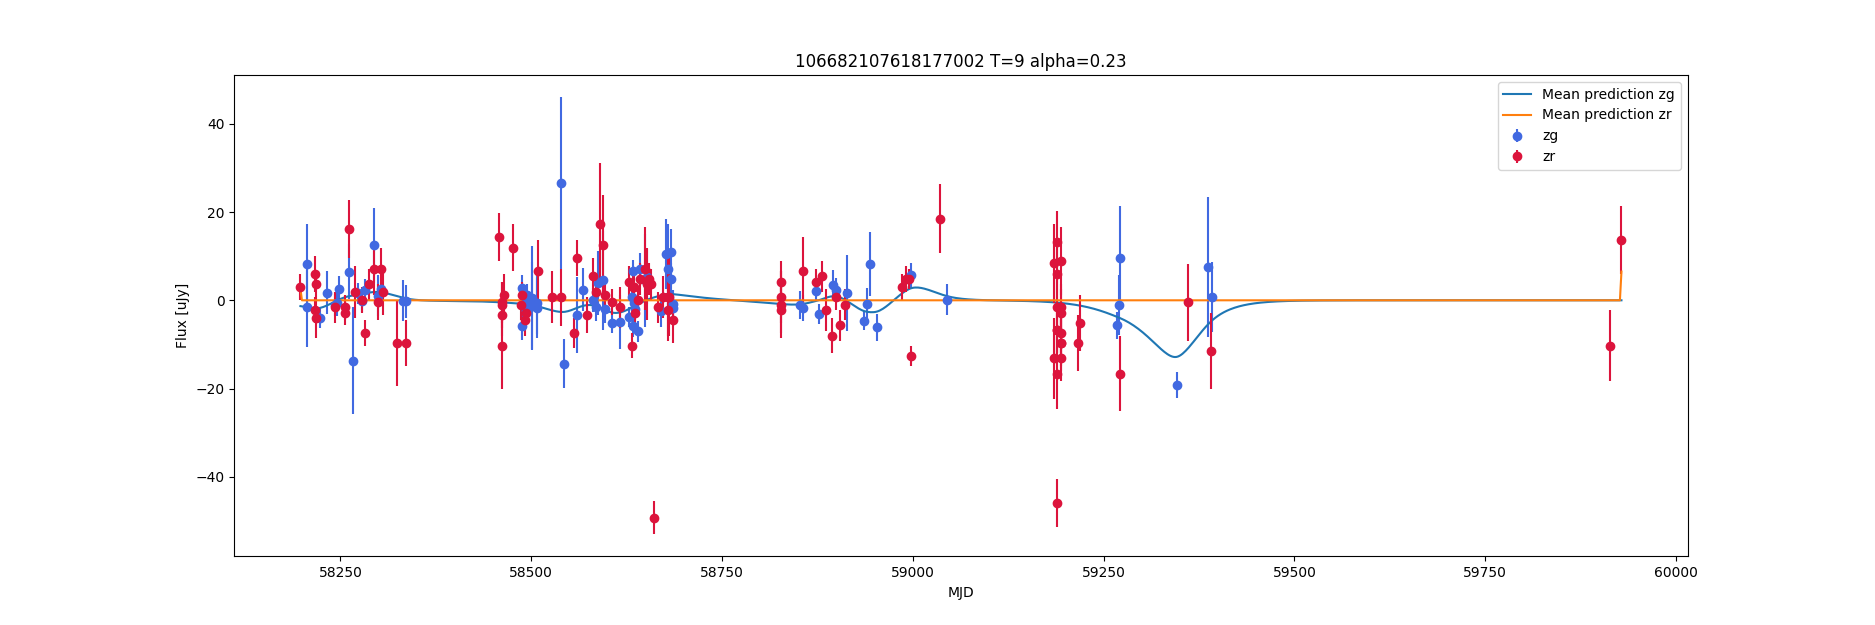 106682107618177002 T=9 alpha=0.23
Mean prediction zg
Mean prediction zr
zg
zr
Flux [uJy]
40
20
0
−20
−40
58250 58500 58750 59000 59250 59500 59750 60000
MJD